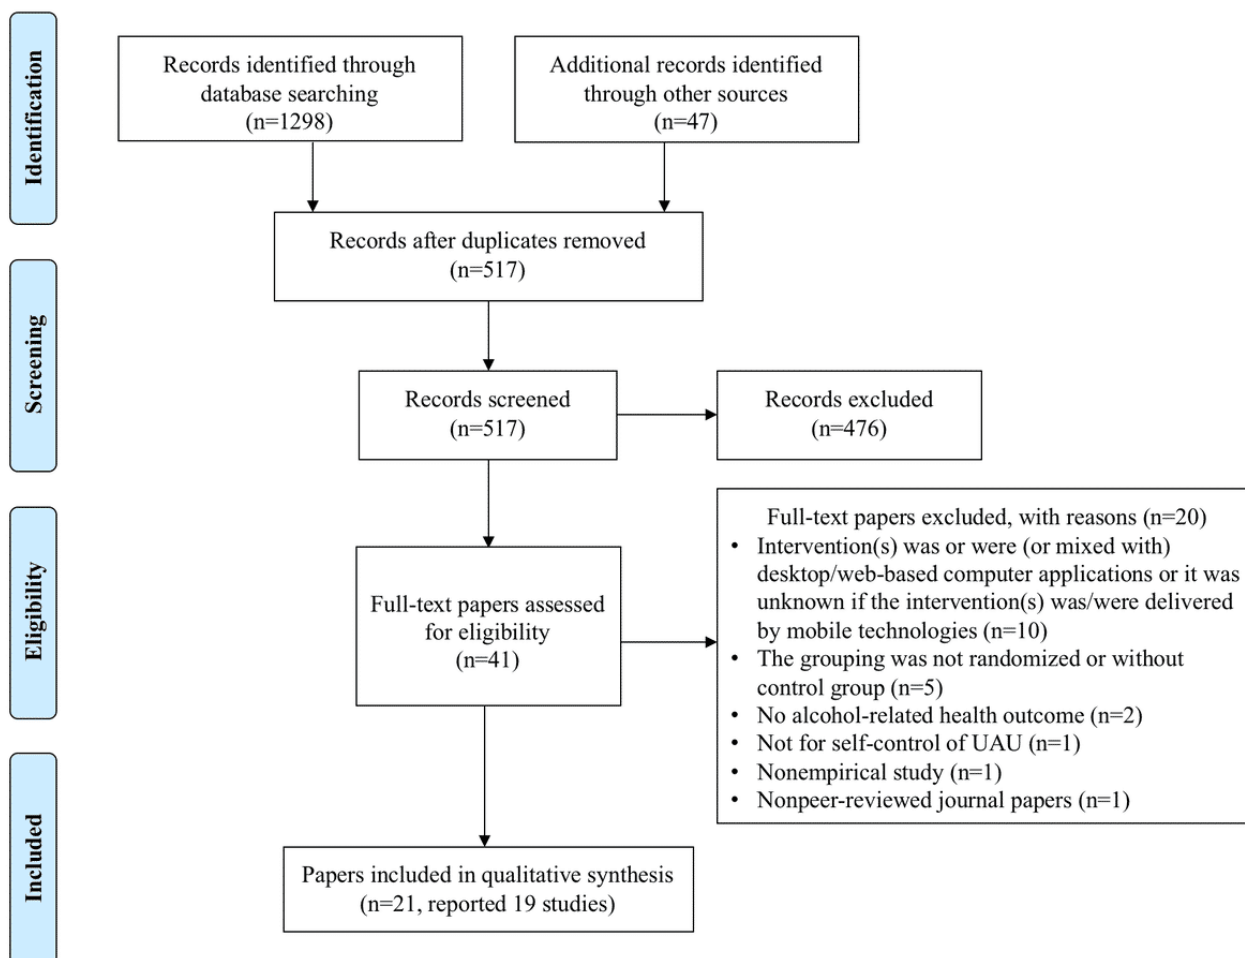 Identification
Records identified through
database searching
(n=1298)
Additional records identified
through other sources
(n=47)
Records after duplicates removed
(n=517)
Screening
Records screened
(n=517)
Records excluded
(n=476)
Eligibility
Full-text papers assessed
for eligibility
(n=41)
Full-text papers excluded, with reasons (n=20)
• Intervention(s) was or were (or mixed with)
desktop/web-based computer applications or it was
unknown if the intervention(s) was/were delivered
by mobile technologies (n=10)
• The grouping was not randomized or without
control group (n=5)
• No alcohol-related health outcome (n=2)
• Not for self-control of UAU (n=1)
• Nonempirical study (n=1)
• Nonpeer-reviewed journal papers (n=1)
Included
Papers included in qualitative synthesis
(n=21, reported 19 studies)